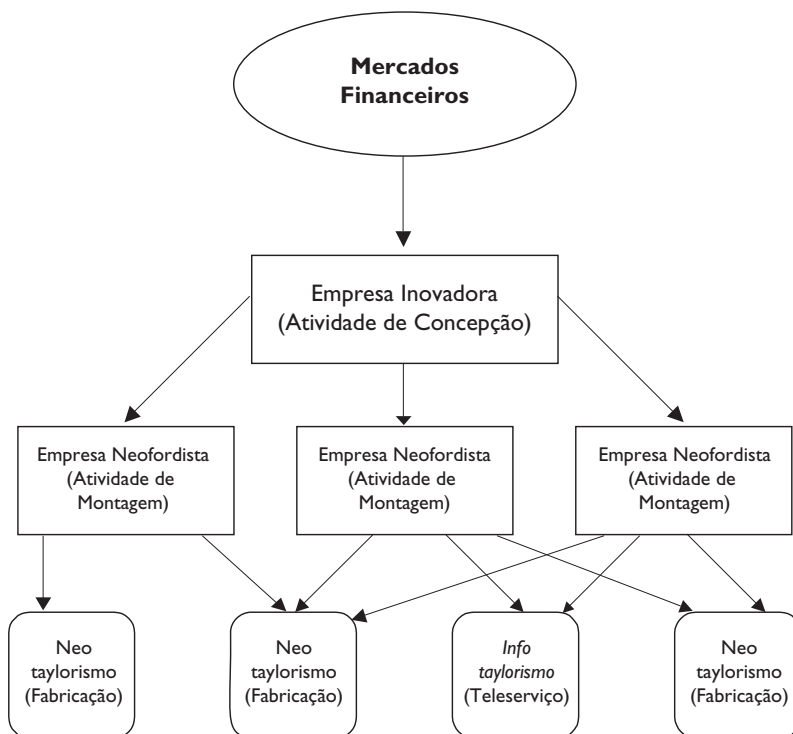 Mercados
Financeiros
Empresa Inovadora
(Atividade de Concepção)
Empresa Neofordista
(Atividade de
Montagem)
Empresa Neofordista
(Atividade de
Montagem)
Empresa Neofordista
(Atividade de
Montagem)
Neo
taylorismo
(Fabricação)
Neo
taylorismo
(Fabricação)
Info
taylorismo
(Teleserviço)
Neo
taylorismo
(Fabricação)